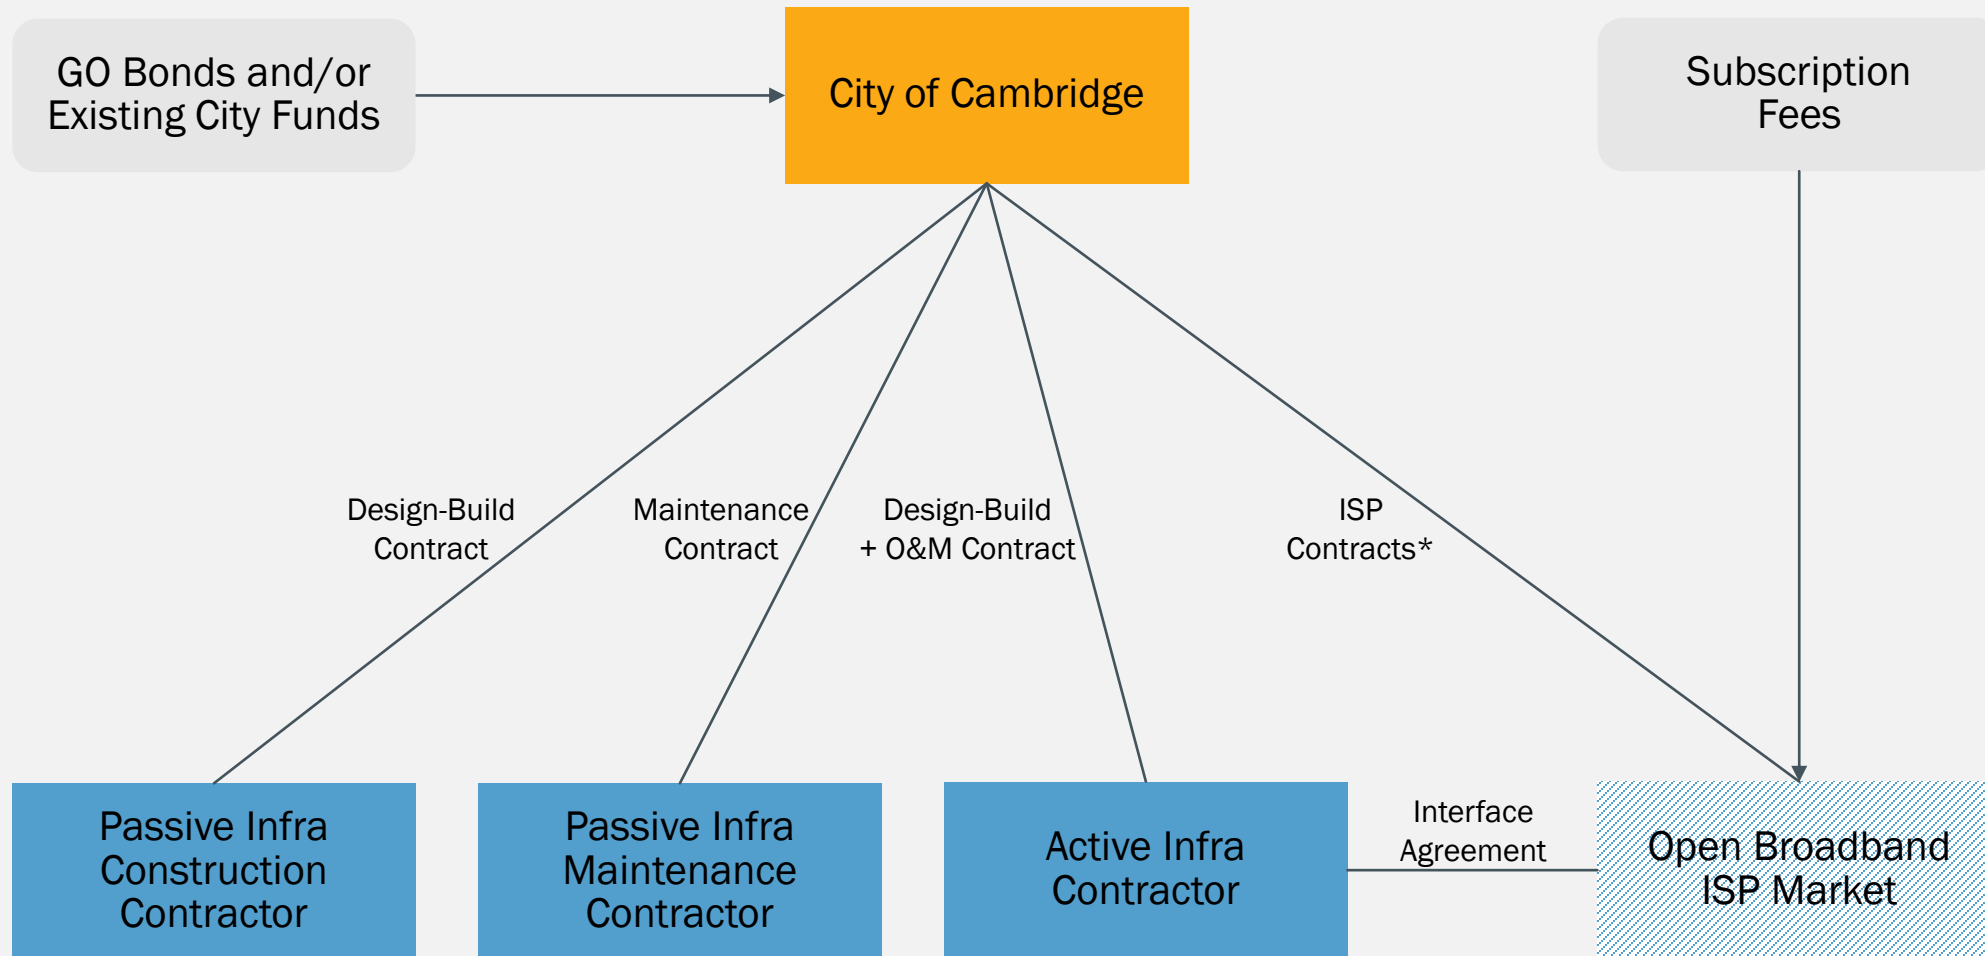 GO Bonds and/or
Existing City Funds
City of Cambridge
Subscription
Fees
Design-Build
Contract
Maintenance
Contract
Design-Build
+ O&M Contract
ISP
Contracts*
Passive Infra
Construction
Contractor
Passive Infra
Maintenance
Contractor
Active Infra
Contractor
Interface
Agreement
Open Broadband
ISP Market